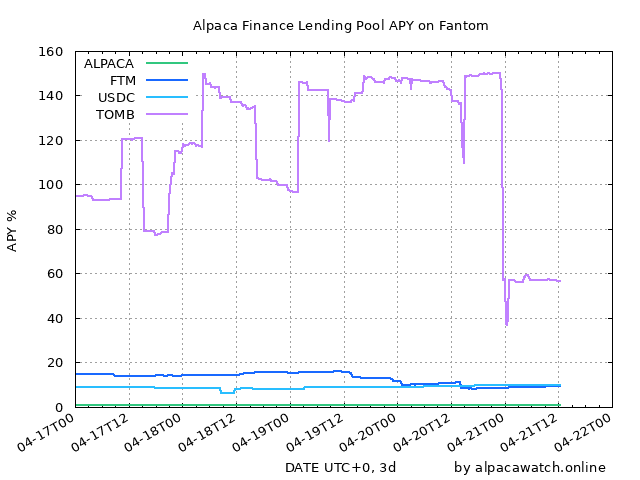 Alpaca Finance Lending Pool APY on Fantom
160
140
120
100
80
60
40
20
0
APY %
ALPACA
FTM
USDC
TOMB
04-17T00
04-17T12
04-18T00
04-18T12
04-19T00
04-19T12
04-20T00
04-20T12
04-21T00
04-21T12
04-22T00
DATE UTC+0, 3d
by alpacawatch.online